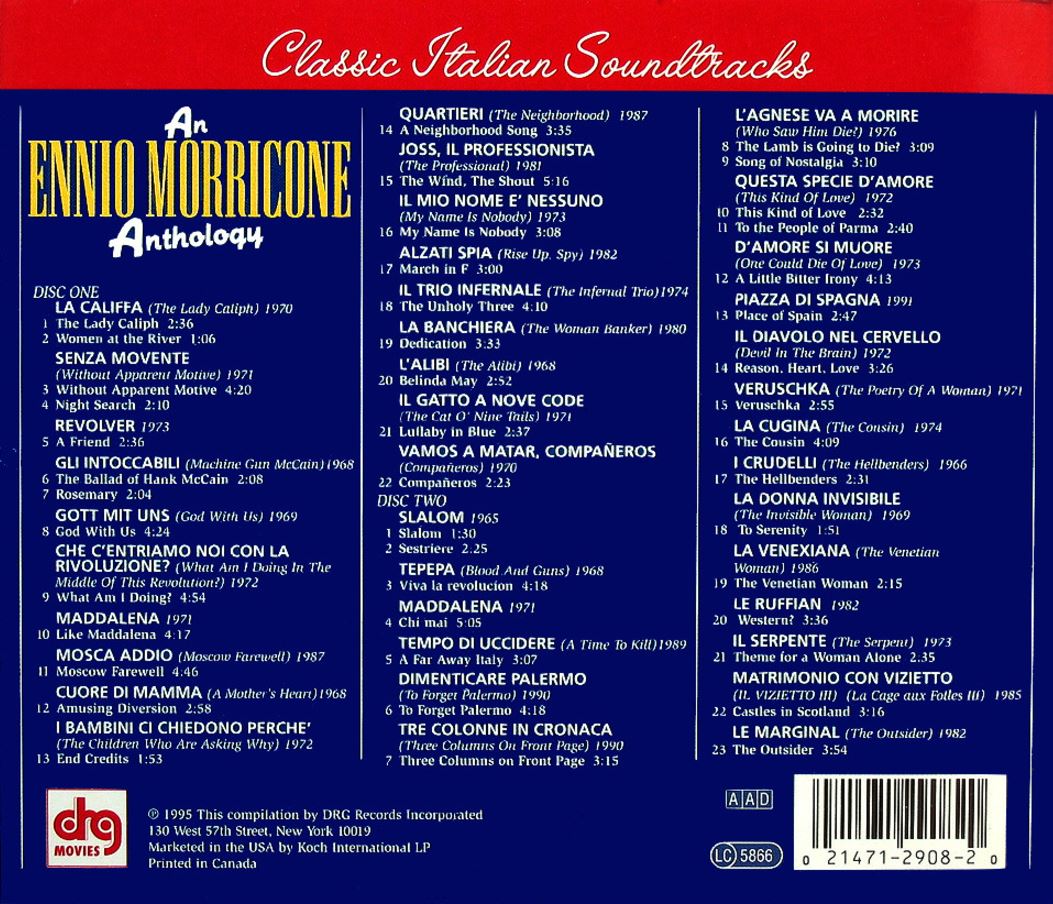 Classic Italian Soundtracks
An
ENNIO MORRICONE
Anthology
DISC ONE
LA CALIFFA (The Lady Caliph) 1970
1 The Lady Caliph 2:36
2 Women at the River 1:06
SENZA MOVENTE
(Without Apparent Motive) 1971
3 Without Apparent Motive 4:20
4 Night Search 2:10
REVOLVER 1973
5 A Friend 2:36
GLI INTOCCABILI (Machine Gun McCain) 1968
6 The Ballad of Hank McCain 2:08
7 Rosemary 2:04
GOTT MIT UNS (God With Us) 1969
8 God With Us 4:24
CHE C'ENTRIAMO NOI CON LA
RIVOLUZIONE? (What Am I Doing In The
Middle Of This Revolution?) 1972
9 What Am I Doing? 4:54
MADDALENA 1971
10 Like Maddalena 4:17
MOSCA ADDIO (Moscow Farewell) 1987
11 Moscow Farewell 4:46
CUORE DI MAMMA (A Mother's Heart) 1968
12 Amusing Diversion 2:58
I BAMBINI CI CHIEDONO PERCHE'
(The Children Who Are Asking Why) 1972
13 End Credits 1:53
QUARTIERI (The Neighborhood) 1987
14 A Neighborhood Song 3:35
JOSS, IL PROFESSIONISTA
(The Professional) 1981
15 The Wind, The Shout 5:16
IL MIO NOME E' NESSUNO
(My Name Is Nobody) 1973
16 My Name Is Nobody 3:08
ALZATI SPIA (Rise Up, Spy) 1982
17 March in F 3:00
IL TRIO INFERNALE (The Infernal Trio) 1974
18 The Unholy Three 4:10
LA BANCHIERA (The Woman Banker) 1980
19 Dedication 3:33
L'ALIBI (The Alibi) 1968
20 Belinda May 2:52
IL GATTO A NOVE CODE
(The Cat O' Nine Tails) 1971
21 Lullaby in Blue 2:37
VAMOS A MATAR, COMPAÑEROS
(Compañeros) 1970
22 Compañeros 2:23
DISC TWO
SLALOM 1965
1 Slalom 1:30
2 Sestriere 2.25
TEPEPA (Blood And Guns) 1968
3 Viva la revolucion 4:18
MADDALENA 1971
4 Chi mai 5:05
TEMPO DI UCCIDERE (A Time To Kill) 1989
5 A Far Away Italy 3:07
DIMENTICARE PALERMO
(To Forget Palermo) 1990
6 To Forget Palermo 4:18
TRE COLONNE IN CRONACA
(Three Columns On Front Page) 1990
7 Three Columns on Front Page 3:15
L'AGNESE VA A MORIRE
(Who Saw Him Die?) 1976
8 The Lamb is Going to Die? 3:09
9 Song of Nostalgia 3:10
QUESTA SPECIE D'AMORE
(This Kind Of Love) 1972
10 This Kind of Love 2:32
11 To the People of Parma 2:40
D'AMORE SI MUORE
(One Could Die Of Love) 1973
12 A Little Bitter Irony 4:13
PIAZZA DI SPAGNA 1991
13 Place of Spain 2:47
IL DIAVOLO NEL CERVELLO
(Devil In The Brain) 1972
14 Reason, Heart, Love 3:26
VERUSCHKA (The Poetry Of A Woman) 1971
15 Veruschka 2:55
LA CUGINA (The Cousin) 1974
16 The Cousin 4:09
I CRUDELLI (The Hellbenders) 1966
17 The Hellbenders 2:31
LA DONNA INVISIBILE
(The Invisible Woman) 1969
18 To Serenity 1:51
LA VENEXIANA (The Venetian
Woman) 1986
19 The Venetian Woman 2:15
LE RUFFIAN 1982
20 Western? 3:36
IL SERPENTE (The Serpent) 1973
21 Theme for a Woman Alone 2.35
MATRIMONIO CON VIZIETTO
(IL VIZIETTO III) (La Cage aux Folles III) 1985
22 Castles in Scotland 3:16
LE MARGINAL (The Outsider) 1982
23 The Outsider 3:54
drg
MOVIES
℗ 1995 This compilation by DRG Records Incorporated
130 West 57th Street, New York 10019
Marketed in the USA by Koch International LP
Printed in Canada
AAD
LC 5866
0 21471-2908-2 0